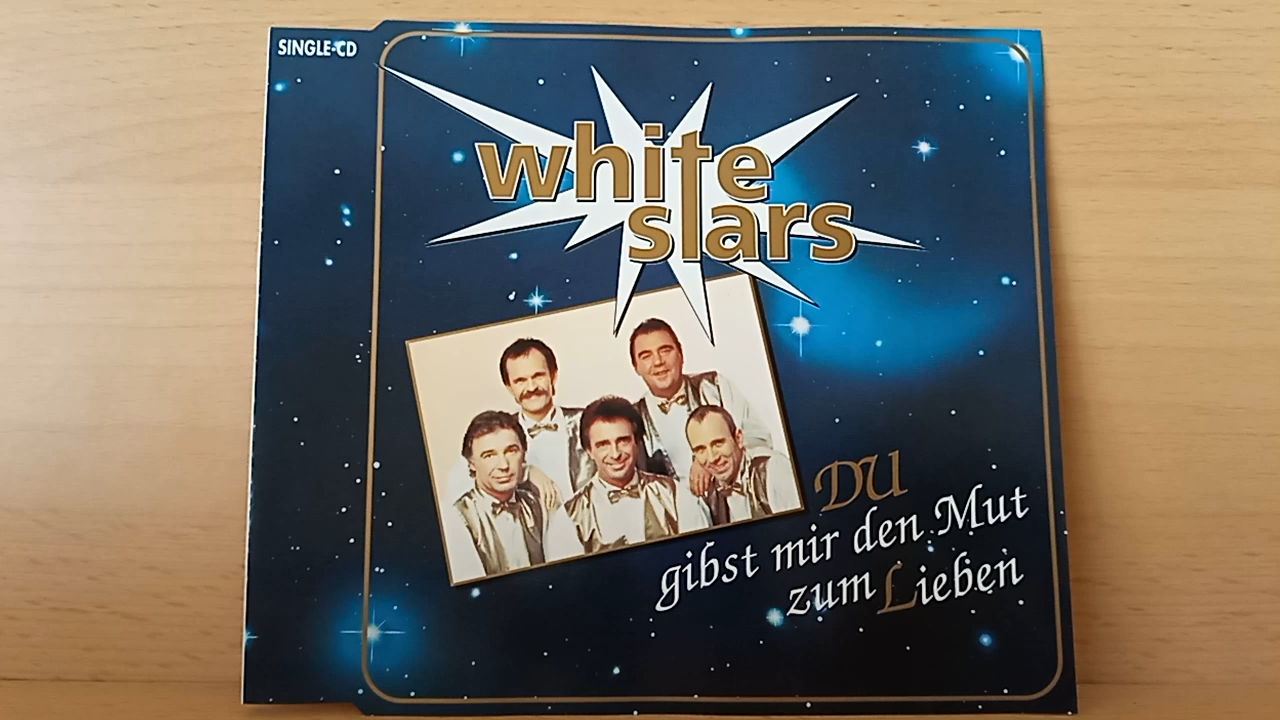 SINGLE-CD
white
stars
DU
gibst mir den Mut
zum Lieben